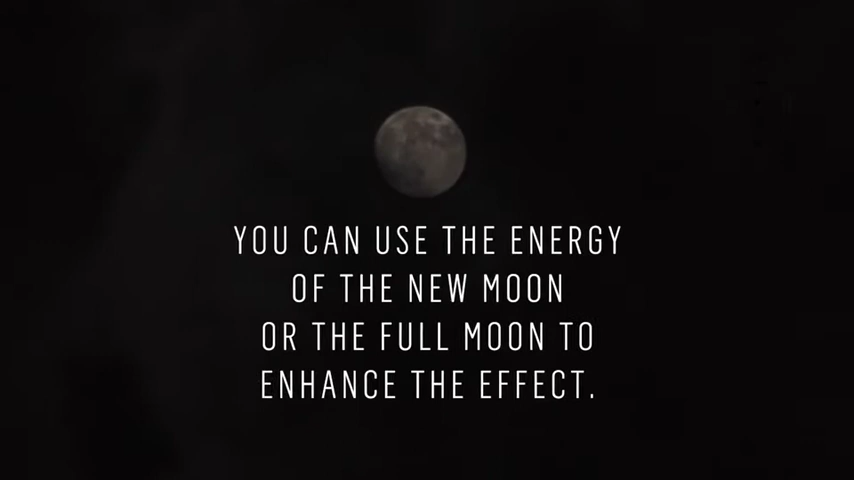 YOU CAN USE THE ENERGY
OF THE NEW MOON
OR THE FULL MOON TO
ENHANCE THE EFFECT.